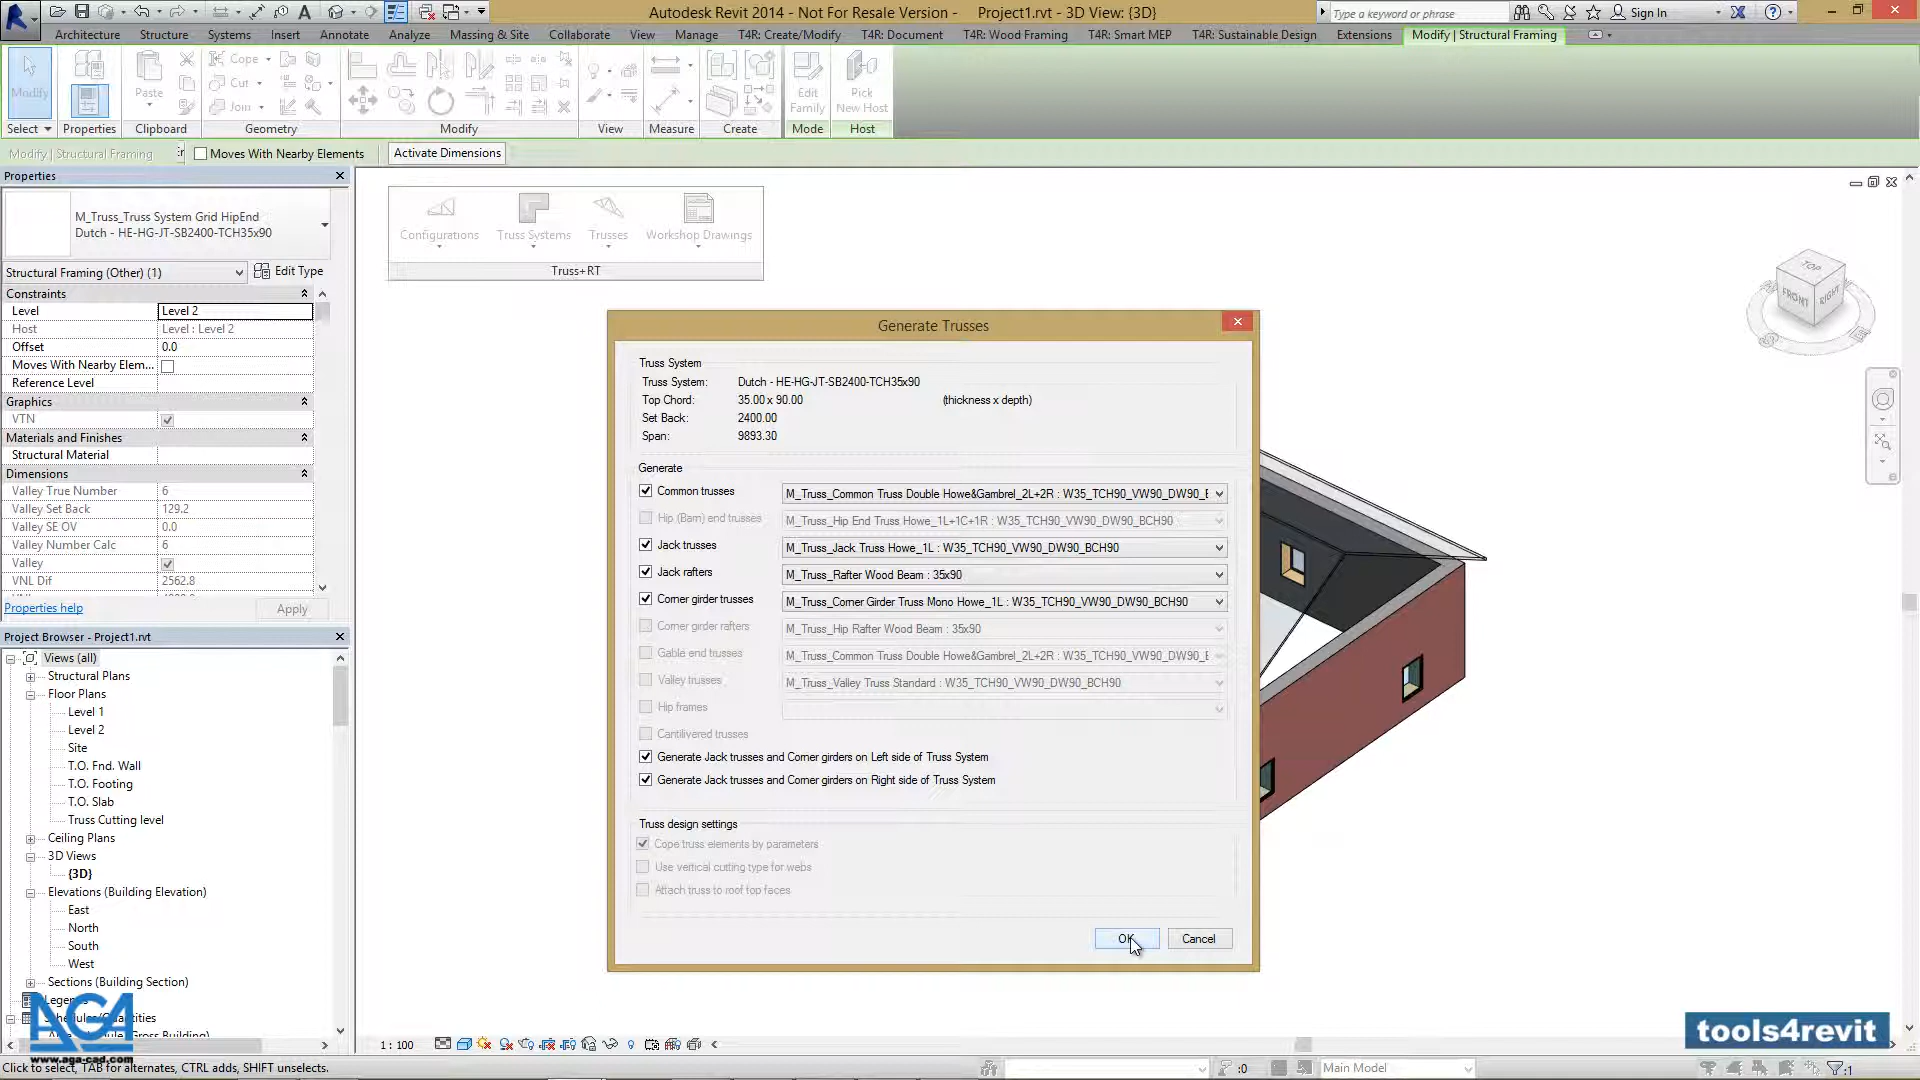 Autodesk Revit 2014 - Not For Resale Version - Project1.rvt - 3D View: {3D}
Type a keyword or phrase
Sign In
Architecture Structure Systems Insert Annotate Analyze Massing & Site Collaborate View Manage T4R: Create/Modify T4R: Document T4R: Wood Framing T4R: Smart MEP T4R: Sustainable Design Extensions Modify | Structural Framing
Modify
Paste
Cope
Cut
Join
Edit Family
Pick New Host
Select Properties Clipboard Geometry Modify View Measure Create Mode Host
Modify | Structural Framing
Moves With Nearby Elements
Activate Dimensions
Properties
M_Truss_Truss System Grid HipEnd
Dutch - HE-HG-JT-SB2400-TCH35x90
Structural Framing (Other) (1)
Edit Type
Constraints
Level Level 2
Host Level : Level 2
Offset 0.0
Moves With Nearby Elem...
Reference Level
Graphics
VTN
Materials and Finishes
Structural Material
Dimensions
Valley True Number 6
Valley Set Back 129.2
Valley SE OV 0.0
Valley Number Calc 6
Valley
VNL Dif 2562.8
Properties help
Apply
Project Browser - Project1.rvt
Views (all)
Structural Plans
Floor Plans
Level 1
Level 2
Site
T.O. Fnd. Wall
T.O. Footing
T.O. Slab
Truss Cutting level
Ceiling Plans
3D Views
{3D}
Elevations (Building Elevation)
East
North
South
West
Sections (Building Section)
AGA
www.aga-cad.com
Configurations Truss Systems Trusses Workshop Drawings
Truss+RT
Generate Trusses
Truss System
Truss System: Dutch - HE-HG-JT-SB2400-TCH35x90
Top Chord: 35.00 x 90.00 (thickness x depth)
Set Back: 2400.00
Span: 9893.30
Generate
Common trusses M_Truss_Common Truss Double Howe&Gambrel_2L+2R : W35_TCH90_VW90_DW90_E
Hip (Barn) end trusses M_Truss_Hip End Truss Howe_1L+1C+1R : W35_TCH90_VW90_DW90_BCH90
Jack trusses M_Truss_Jack Truss Howe_1L : W35_TCH90_VW90_DW90_BCH90
Jack rafters M_Truss_Rafter Wood Beam : 35x90
Corner girder trusses M_Truss_Corner Girder Truss Mono Howe_1L : W35_TCH90_VW90_DW90_BCH90
Corner girder rafters M_Truss_Hip Rafter Wood Beam : 35x90
Gable end trusses M_Truss_Common Truss Double Howe&Gambrel_2L+2R : W35_TCH90_VW90_DW90_E
Valley trusses M_Truss_Valley Truss Standard : W35_TCH90_VW90_DW90_BCH90
Hip frames
Cantilivered trusses
Generate Jack trusses and Corner girders on Left side of Truss System
Generate Jack trusses and Corner girders on Right side of Truss System
Truss design settings
Cope truss elements by parameters
Use vertical cutting type for webs
Attach truss to roof top faces
OK
Cancel
TOP
FRONT
RIGHT
1 : 100
tools4revit
Click to select, TAB for alternates, CTRL adds, SHIFT unselects.
:0
Main Model
:1